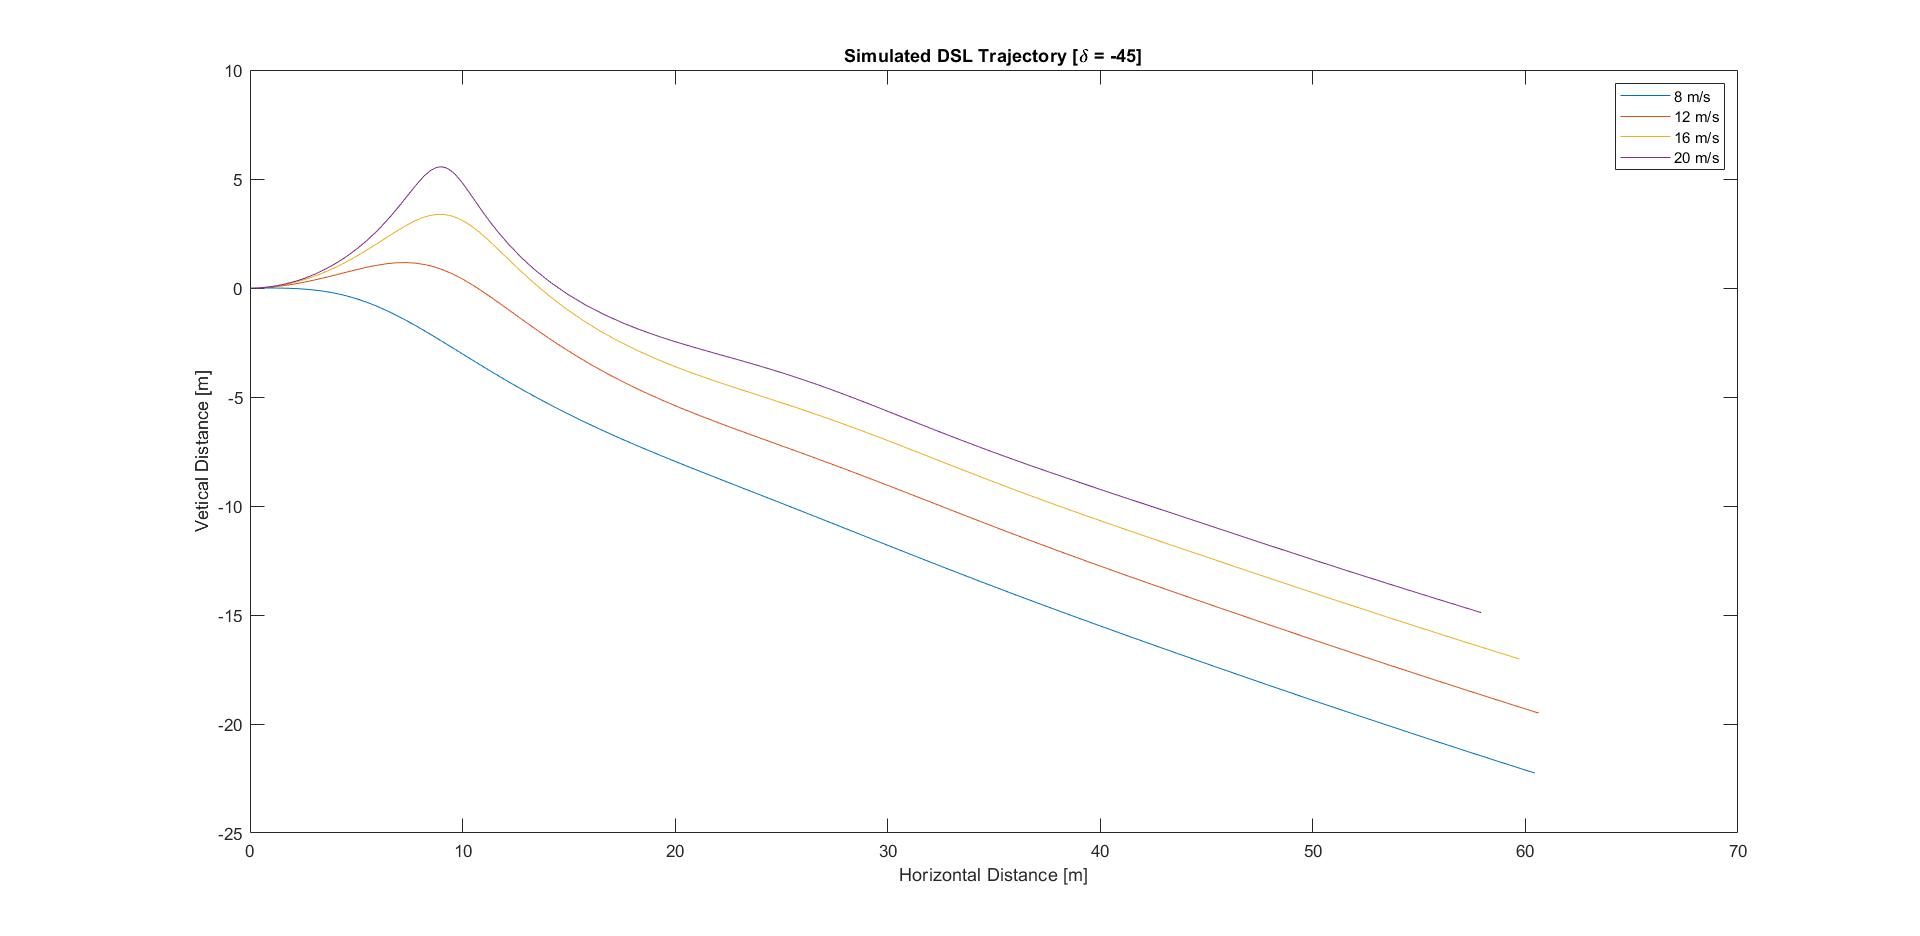 Simulated DSL Trajectory [δ = -45]
10
5
0
-5
-10
-15
-20
-25
Vetical Distance [m]
0 10 20 30 40 50 60 70
Horizontal Distance [m]
8 m/s
12 m/s
16 m/s
20 m/s